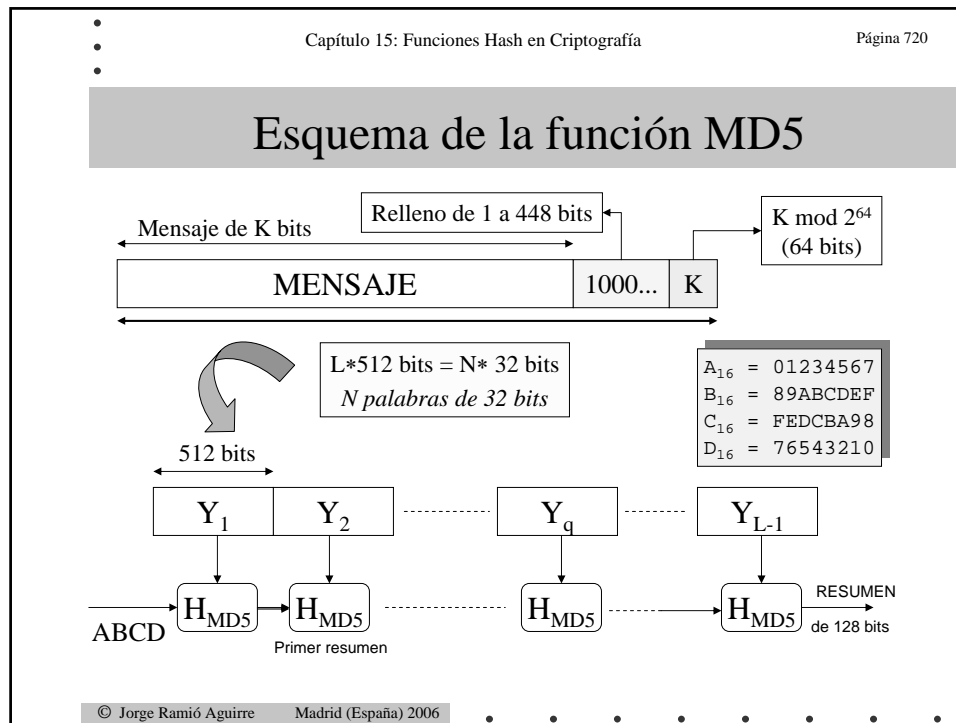 Capítulo 15: Funciones Hash en Criptografía
Página 720
Esquema de la función MD5
Mensaje de K bits
Relleno de 1 a 448 bits
K mod 2⁶⁴
(64 bits)
MENSAJE
1000...
K
L*512 bits = N* 32 bits
N palabras de 32 bits
A₁₆ = 01234567
B₁₆ = 89ABCDEF
C₁₆ = FEDCBA98
D₁₆ = 76543210
512 bits
Y₁
Y₂
Y_q
Y_L-1
ABCD
H_MD5
H_MD5
H_MD5
H_MD5
RESUMEN
de 128 bits
Primer resumen
© Jorge Ramió Aguirre Madrid (España) 2006